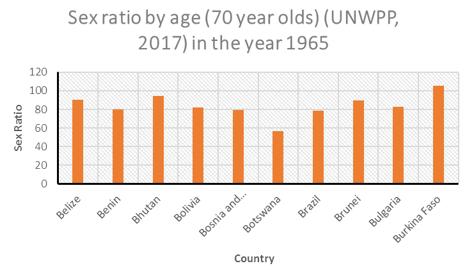 Sex ratio by age (70 year olds) (UNWPP,
2017) in the year 1965
120
100
80
60
40
20
0
Sex Ratio
Belize
Benin
Bhutan
Bolivia
Bosnia and...
Botswana
Brazil
Brunei
Bulgaria
Burkina Faso
Country